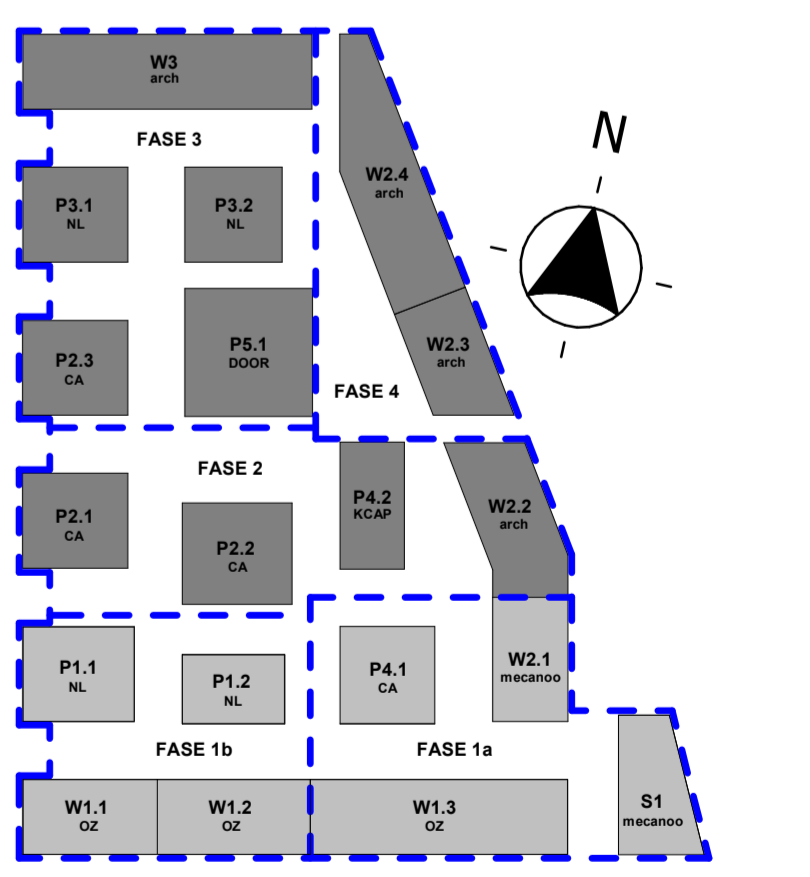 W3
arch
N
FASE 3
W2.4
arch
P3.1
NL
P3.2
NL
P5.1
DOOR
W2.3
arch
P2.3
CA
FASE 4
FASE 2
P4.2
KCAP
W2.2
arch
P2.1
CA
P2.2
CA
P1.1
NL
P1.2
NL
P4.1
CA
W2.1
mecanoo
FASE 1b
FASE 1a
W1.1
OZ
W1.2
OZ
W1.3
OZ
S1
mecanoo